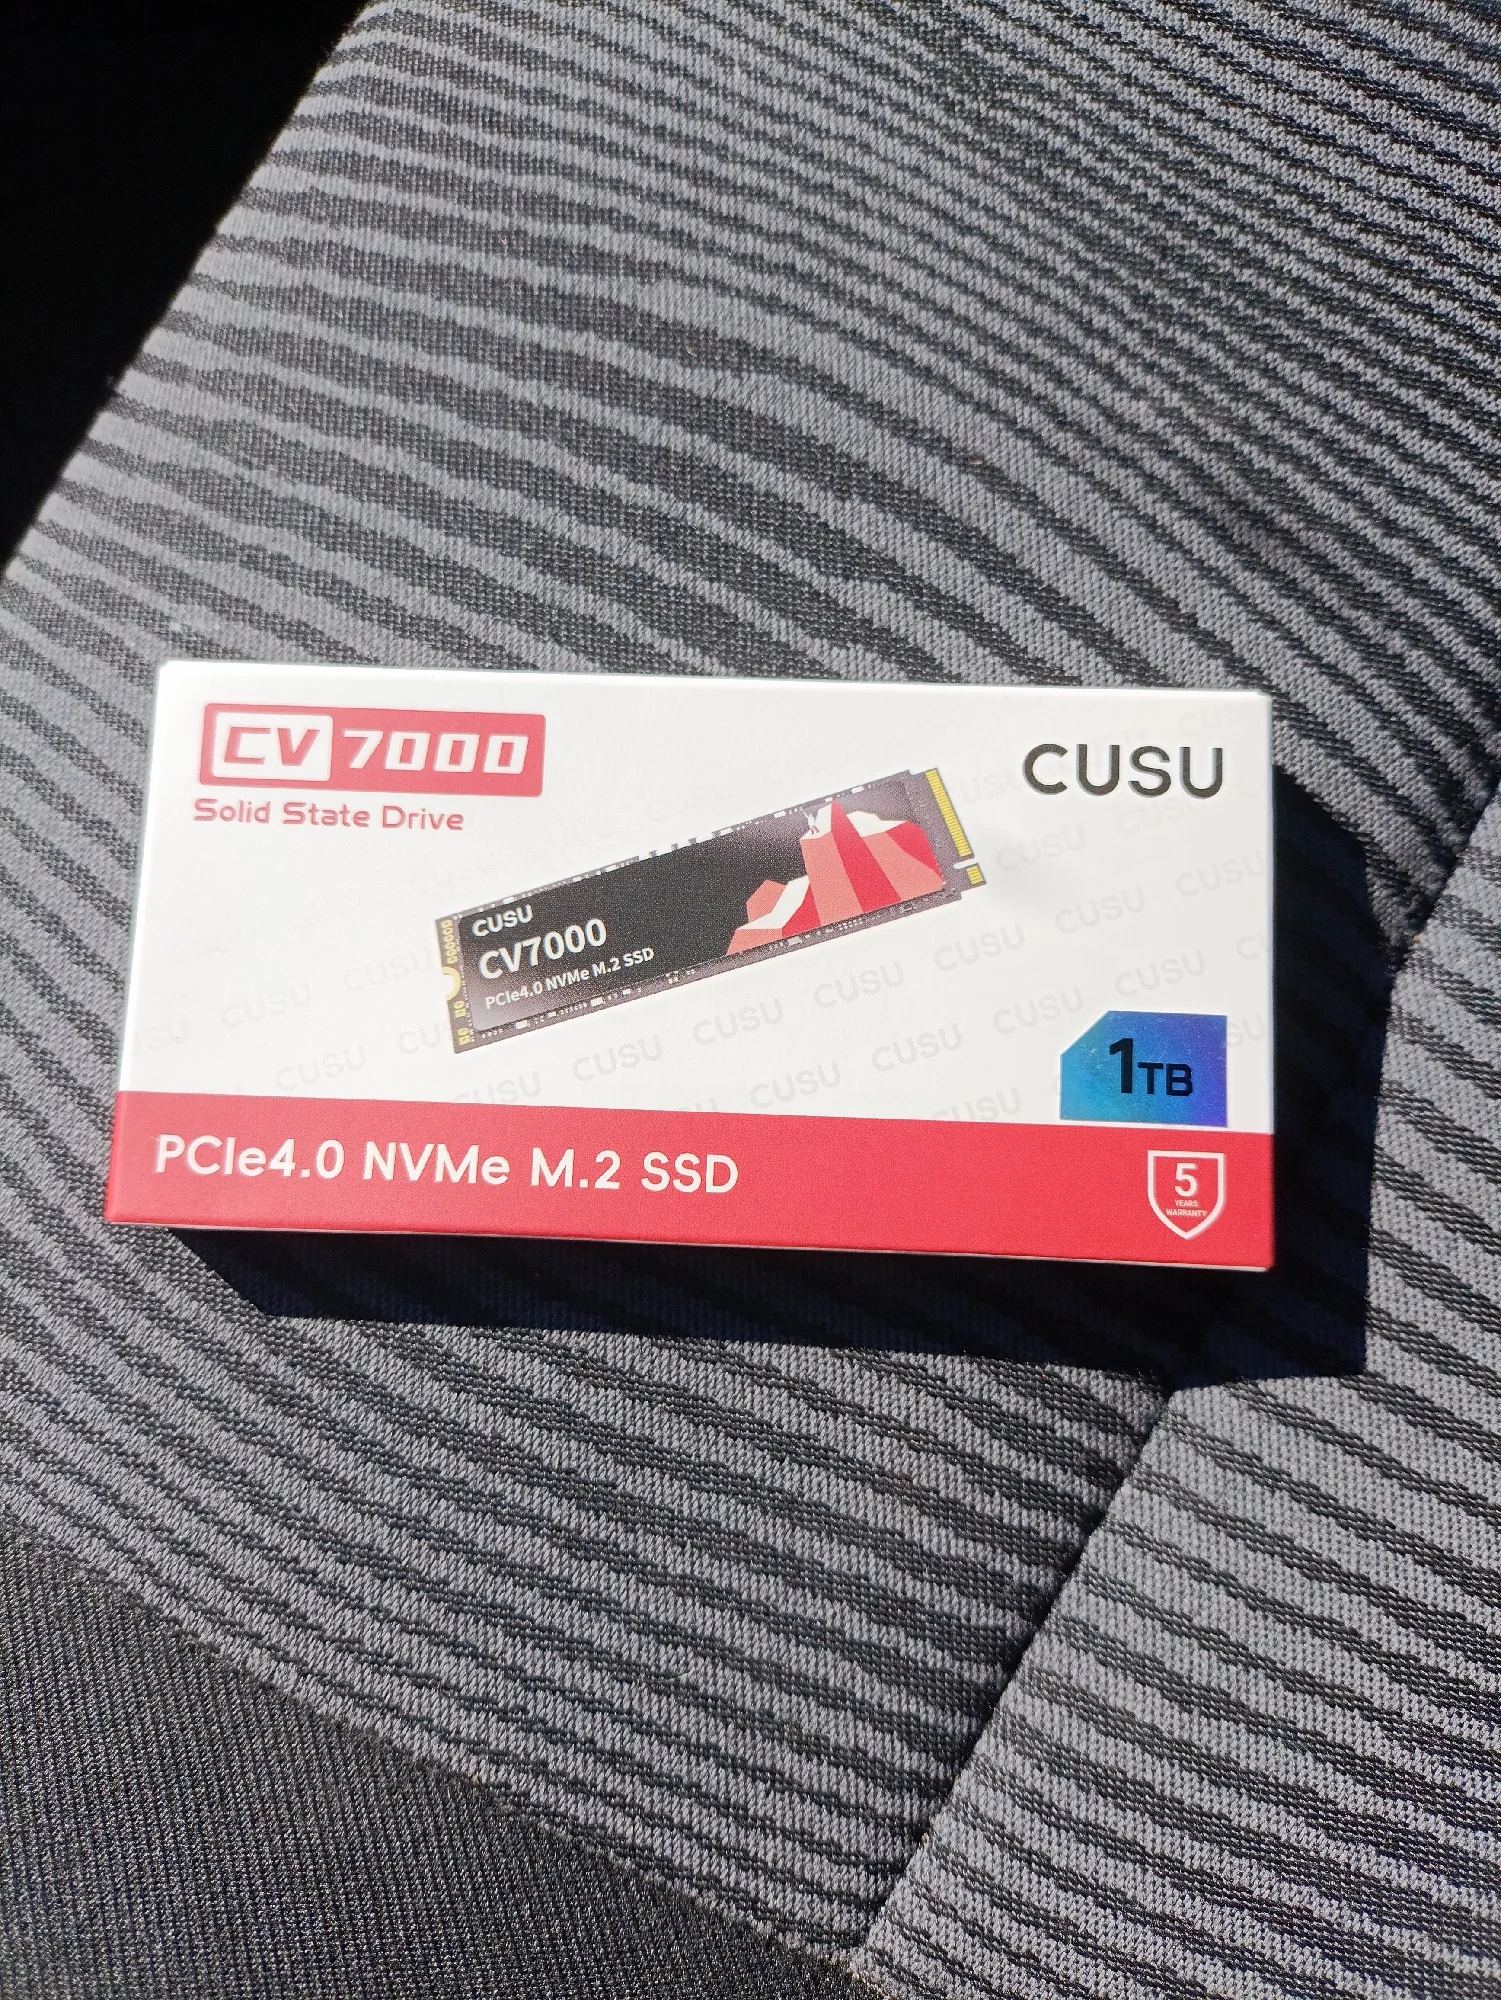 CV 7000
Solid State Drive
CUSU
CUSU
CV7000
PCIe4.0 NVMe M.2 SSD
1TB
PCIe4.0 NVMe M.2 SSD
5
YEARS
WARRANTY